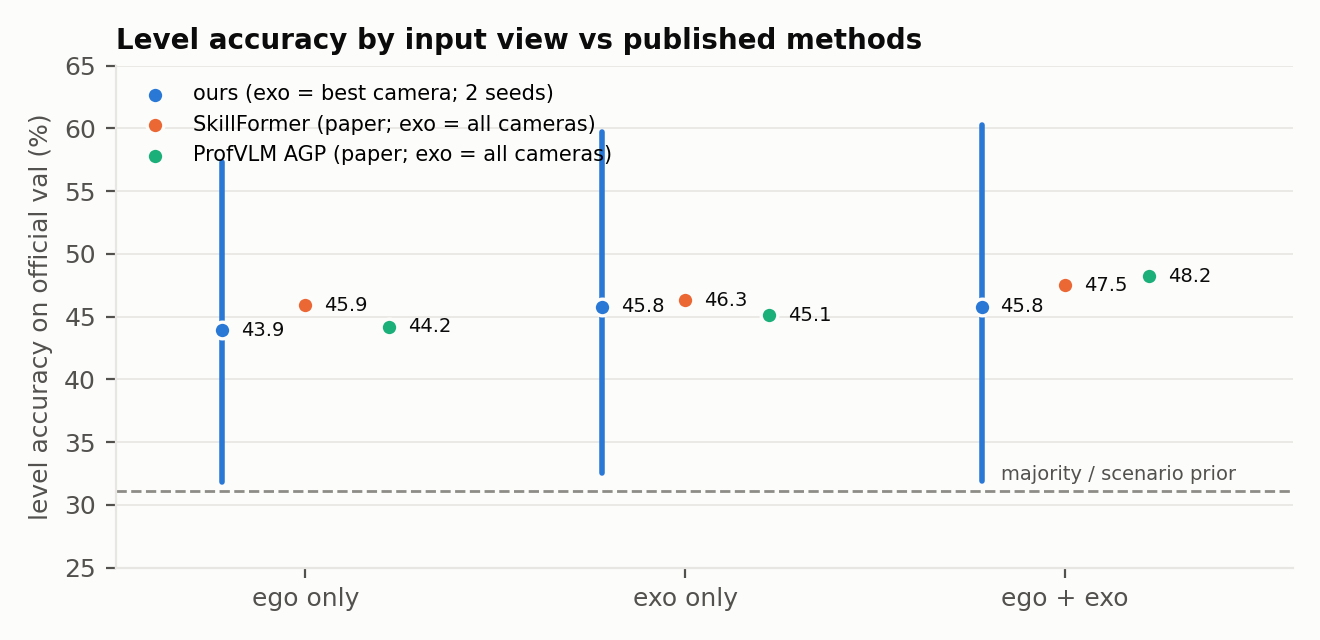 Level accuracy by input view vs published methods
level accuracy on official val (%)
65
60
55
50
45
40
35
30
25
ours (exo = best camera; 2 seeds)
SkillFormer (paper; exo = all cameras)
ProfVLM AGP (paper; exo = all cameras)
43.9
45.9
44.2
45.8
46.3
45.1
45.8
47.5
48.2
majority / scenario prior
ego only
exo only
ego + exo